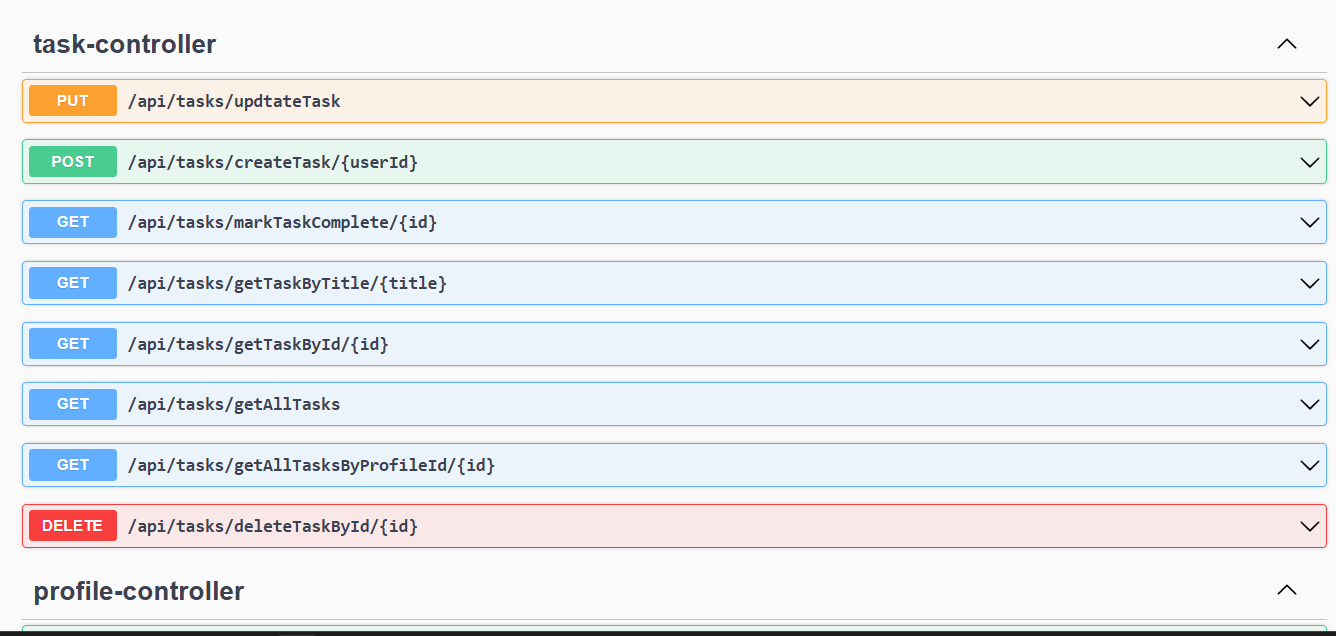 task-controller
PUT /api/tasks/updtateTask
POST /api/tasks/createTask/{userId}
GET /api/tasks/markTaskComplete/{id}
GET /api/tasks/getTaskByTitle/{title}
GET /api/tasks/getTaskById/{id}
GET /api/tasks/getAllTasks
GET /api/tasks/getAllTasksByProfileId/{id}
DELETE /api/tasks/deleteTaskById/{id}
profile-controller